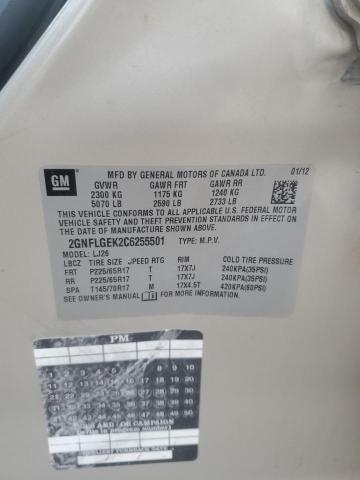 GM
MFD BY GENERAL MOTORS OF CANADA LTD. 01/12
GVWR GAWR FRT GAWR RR
2300 KG 1175 KG 1240 KG
5070 LB 2590 LB 2733 LB
THIS VEHICLE CONFORMS TO ALL APPLICABLE U.S. FEDERAL MOTOR
VEHICLE SAFETY AND THEFT PREVENTION STANDARDS IN EFFECT ON
THE DATE OF MANUFACTURE SHOWN ABOVE.
2GNFLGEK2C6255501 TYPE: M.P.V.
MODEL: LJ26
LBCZ TIRE SIZE SPEED RTG RIM COLD TIRE PRESSURE
FRT P225/65R17 T 17X7J 240KPA(35PSI)
RR P225/65R17 T 17X7J 240KPA(35PSI)
SPA T145/70R17 M 17X4.5T 420KPA(60PSI)
SEE OWNER'S MANUAL FOR MORE INFORMATION.
PM